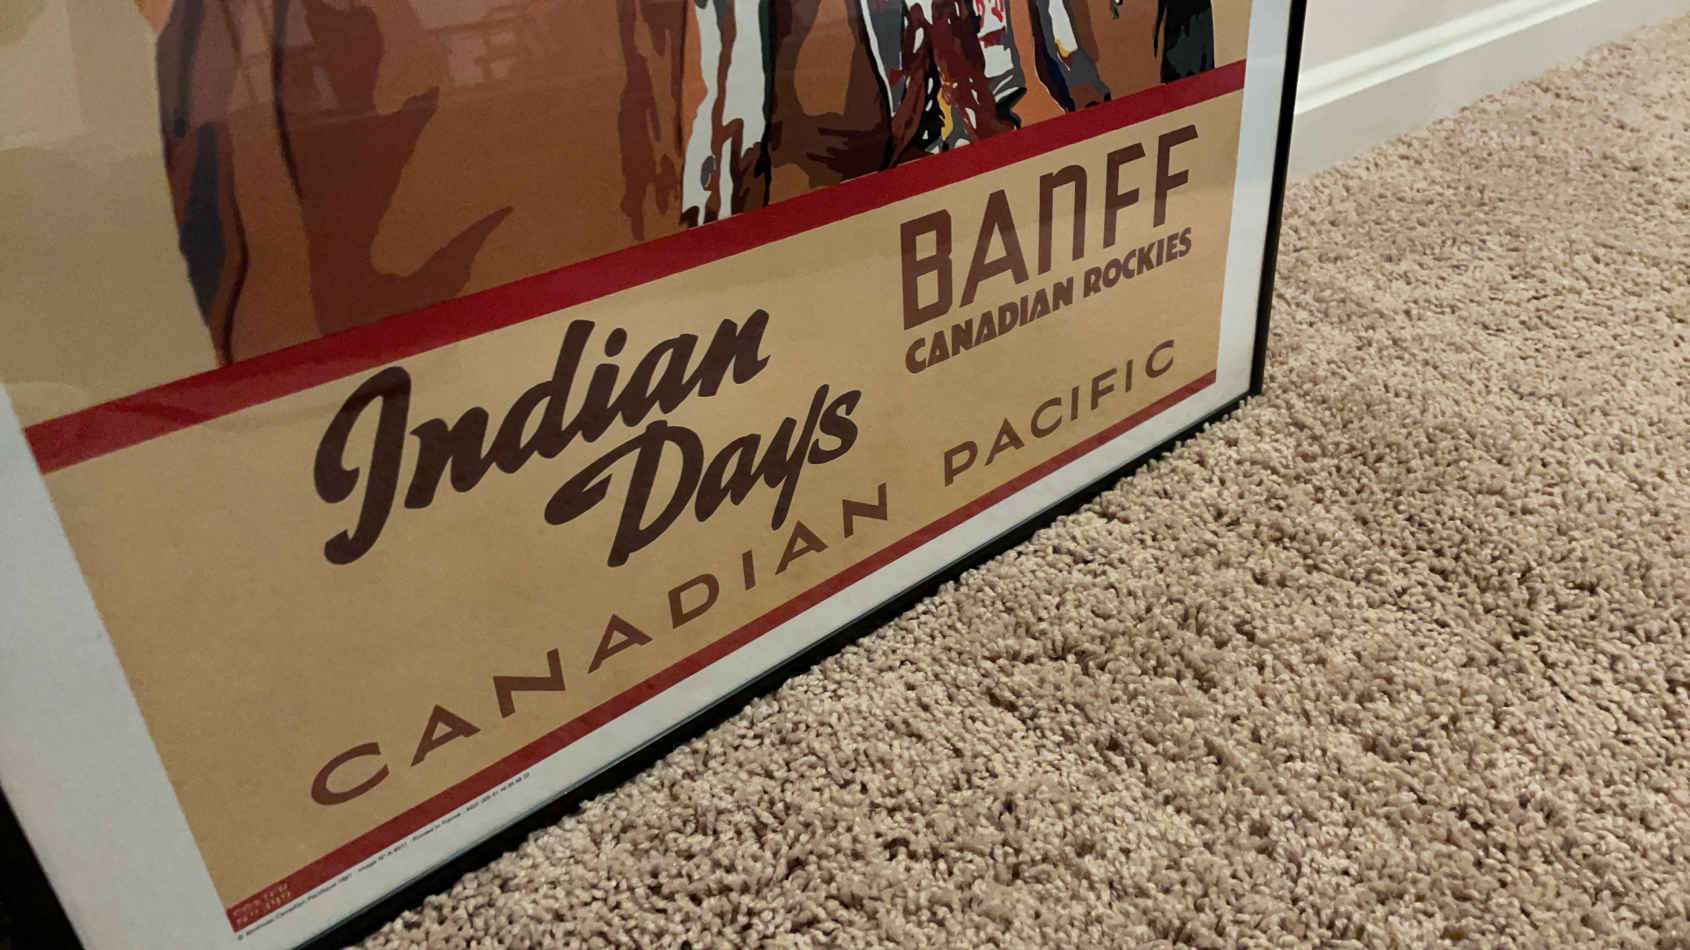 BANFF
CANADIAN ROCKIES
Indian
Days
CANADIAN PACIFIC